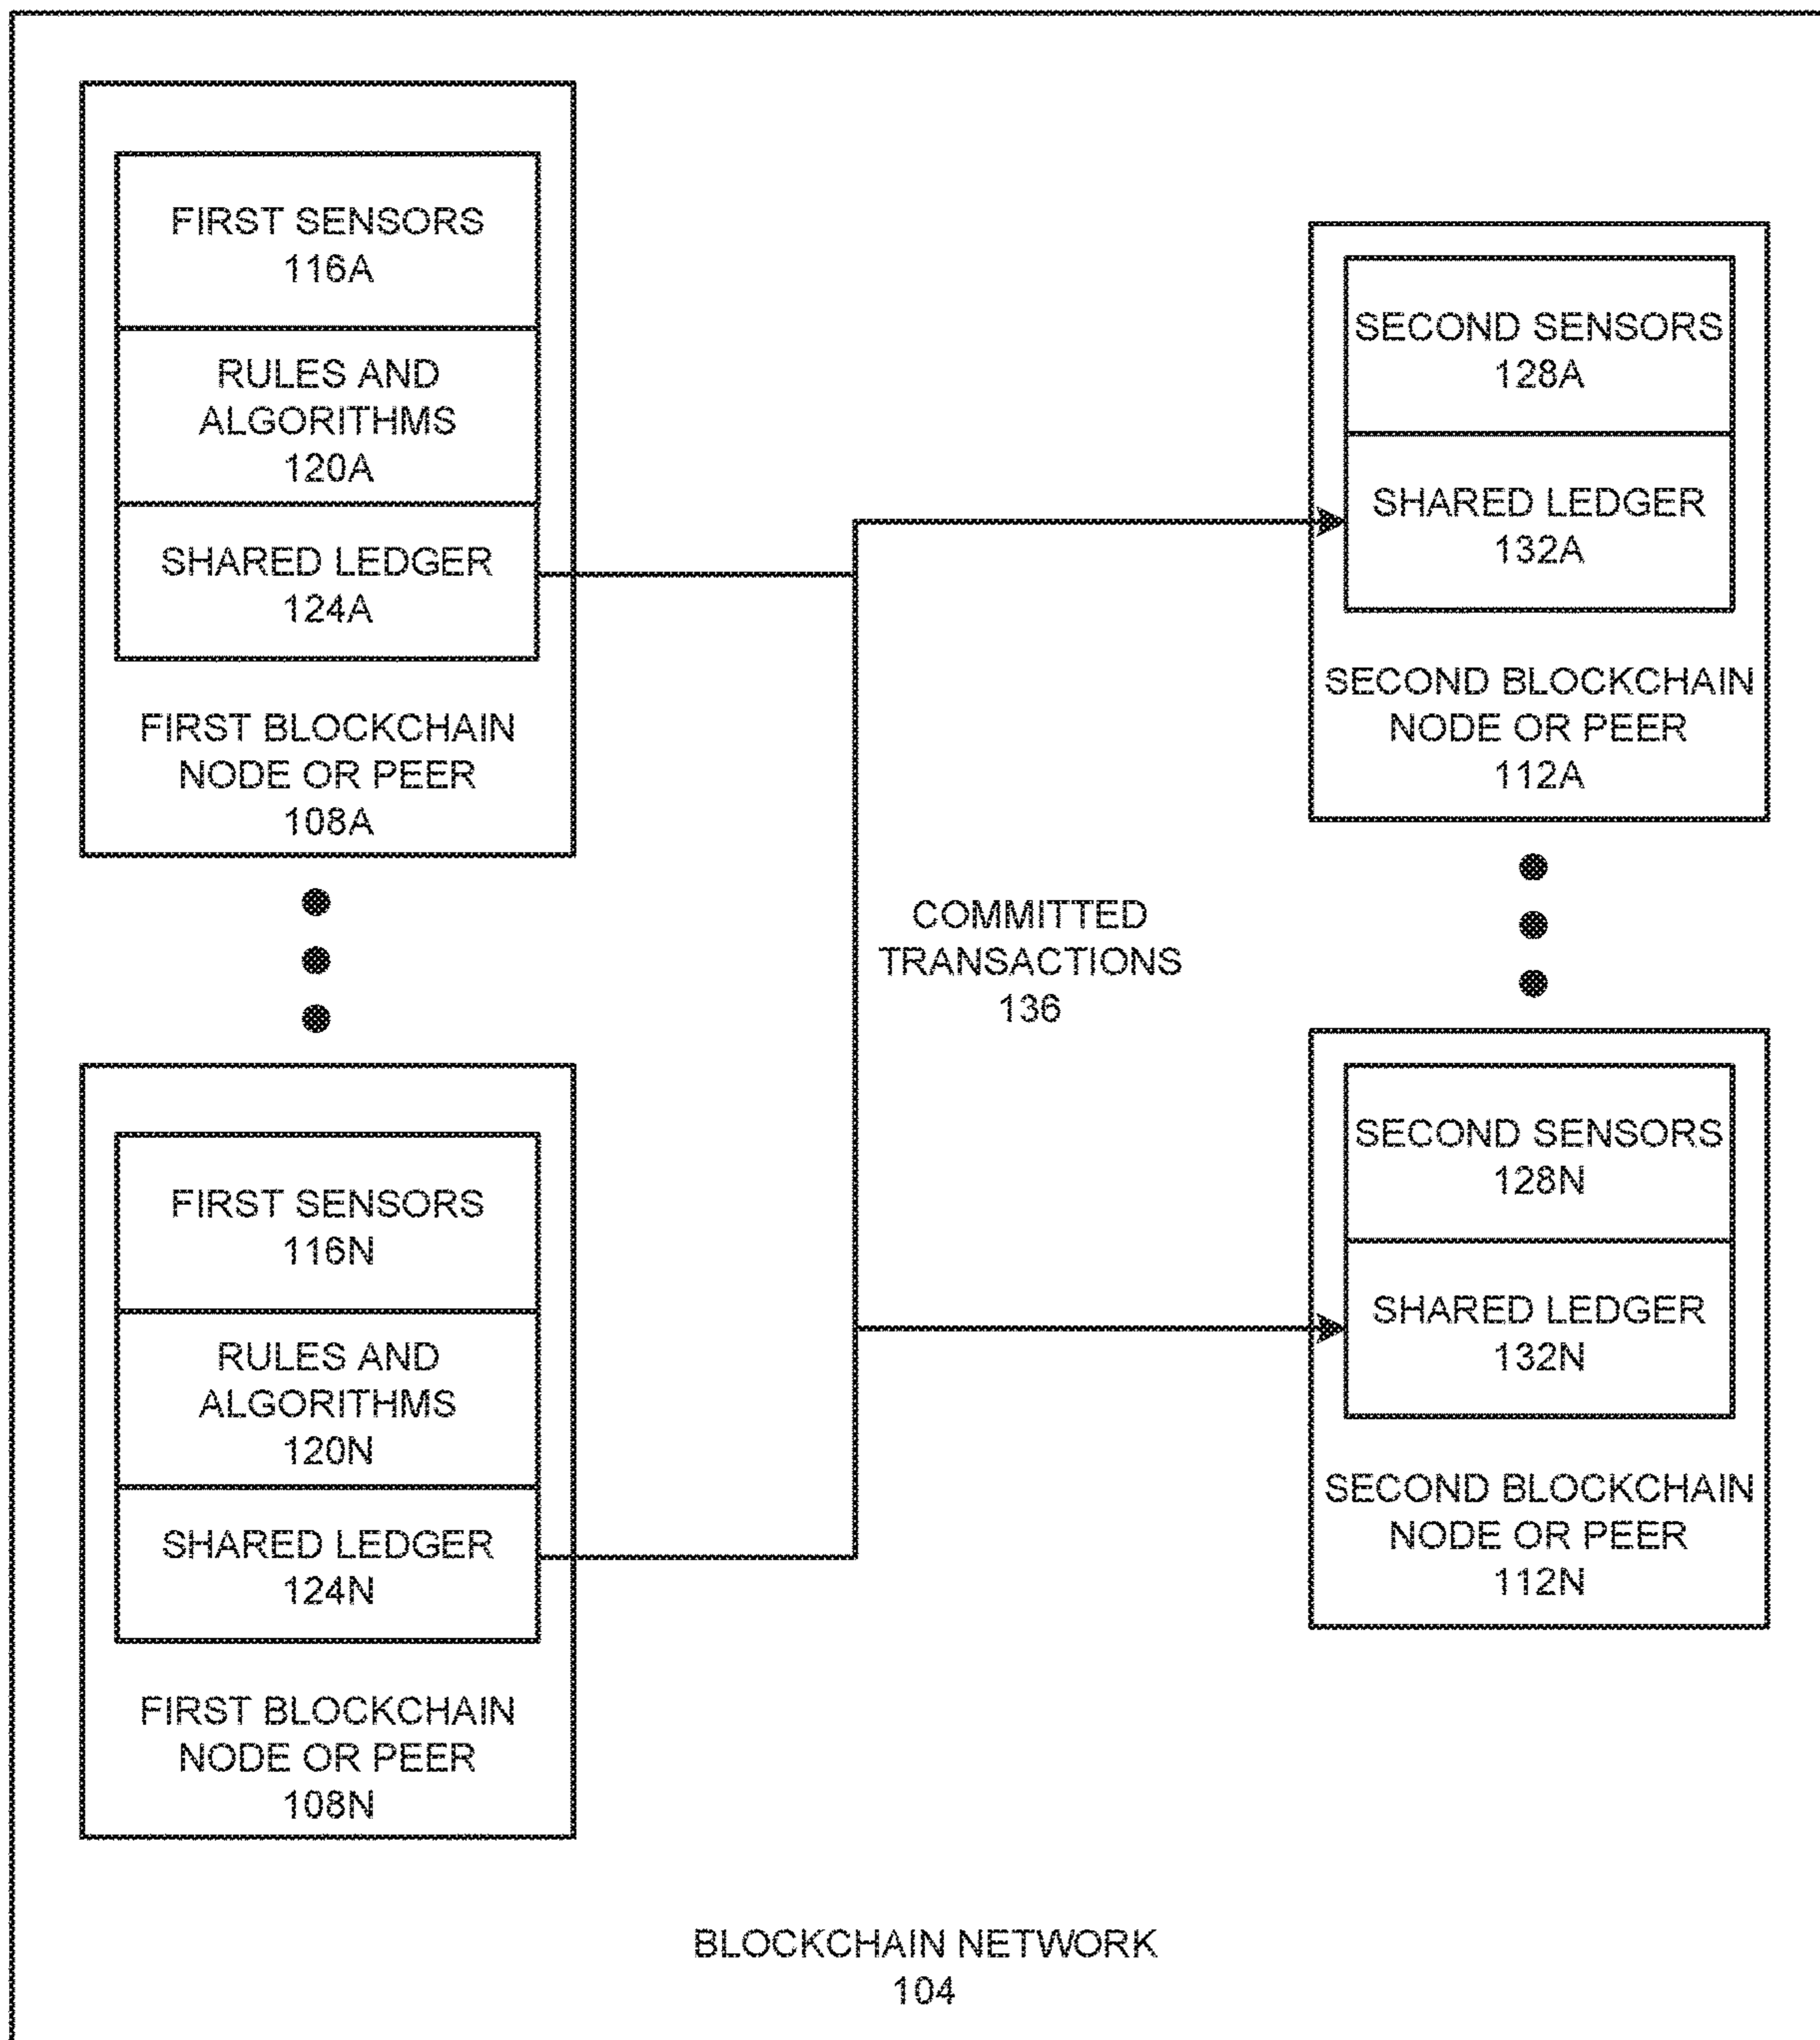 FIRST SENSORS
116A
RULES AND
ALGORITHMS
120A
SHARED LEDGER
124A
FIRST BLOCKCHAIN
NODE OR PEER
108A
FIRST SENSORS
116N
RULES AND
ALGORITHMS
120N
SHARED LEDGER
124N
FIRST BLOCKCHAIN
NODE OR PEER
108N
COMMITTED
TRANSACTIONS
136
SECOND SENSORS
128A
SHARED LEDGER
132A
SECOND BLOCKCHAIN
NODE OR PEER
112A
SECOND SENSORS
128N
SHARED LEDGER
132N
SECOND BLOCKCHAIN
NODE OR PEER
112N
BLOCKCHAIN NETWORK
104